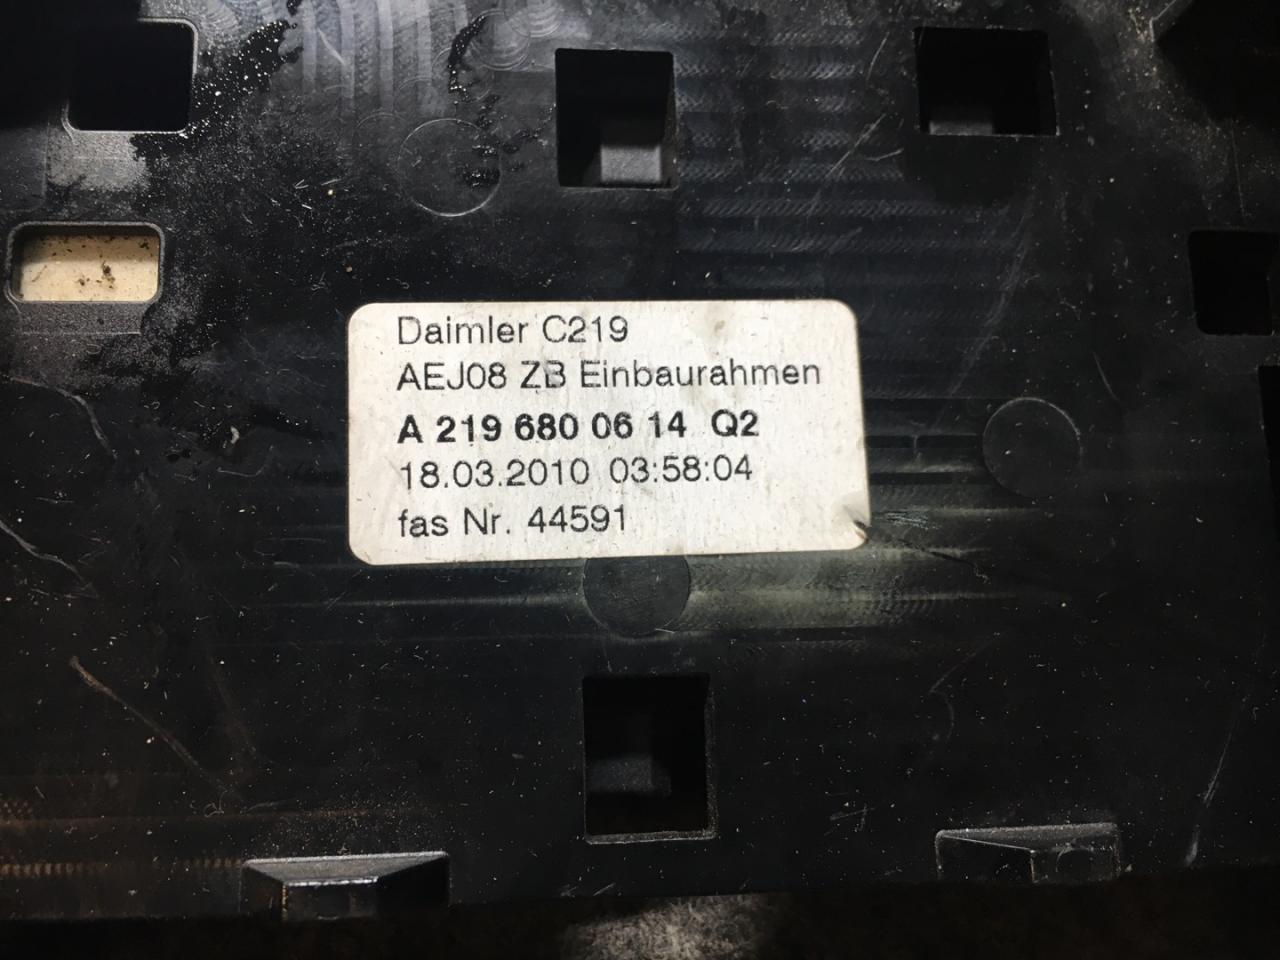 Daimler C219
AEJ08 ZB Einbaurahmen
A 219 680 06 14 Q2
18.03.2010 03:58:04
fas Nr. 44591